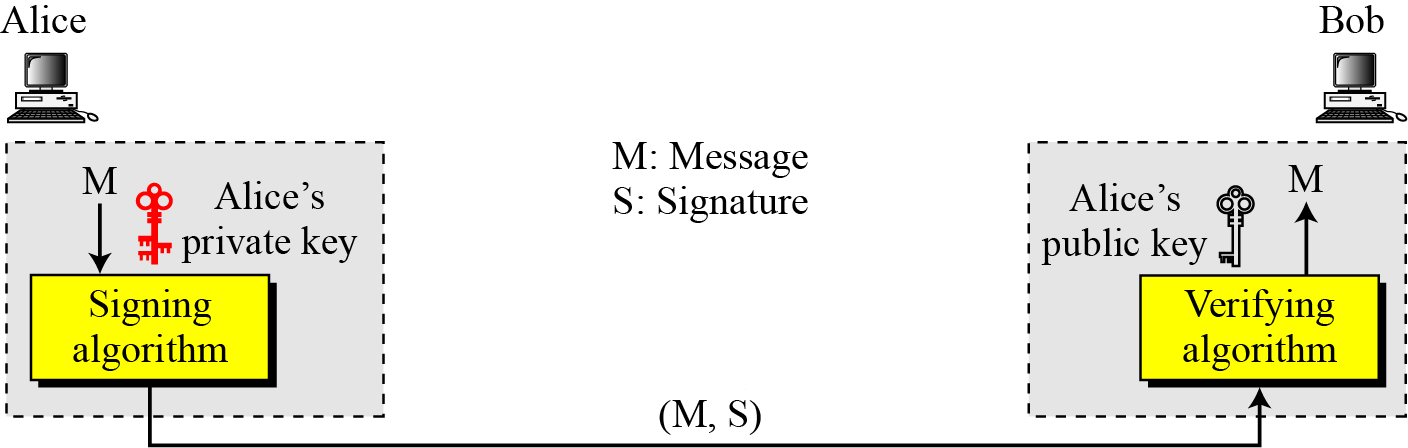 Alice
Bob
M: Message
S: Signature
M
Alice’s
private key
Signing
algorithm
Alice’s
public key
M
Verifying
algorithm
(M, S)